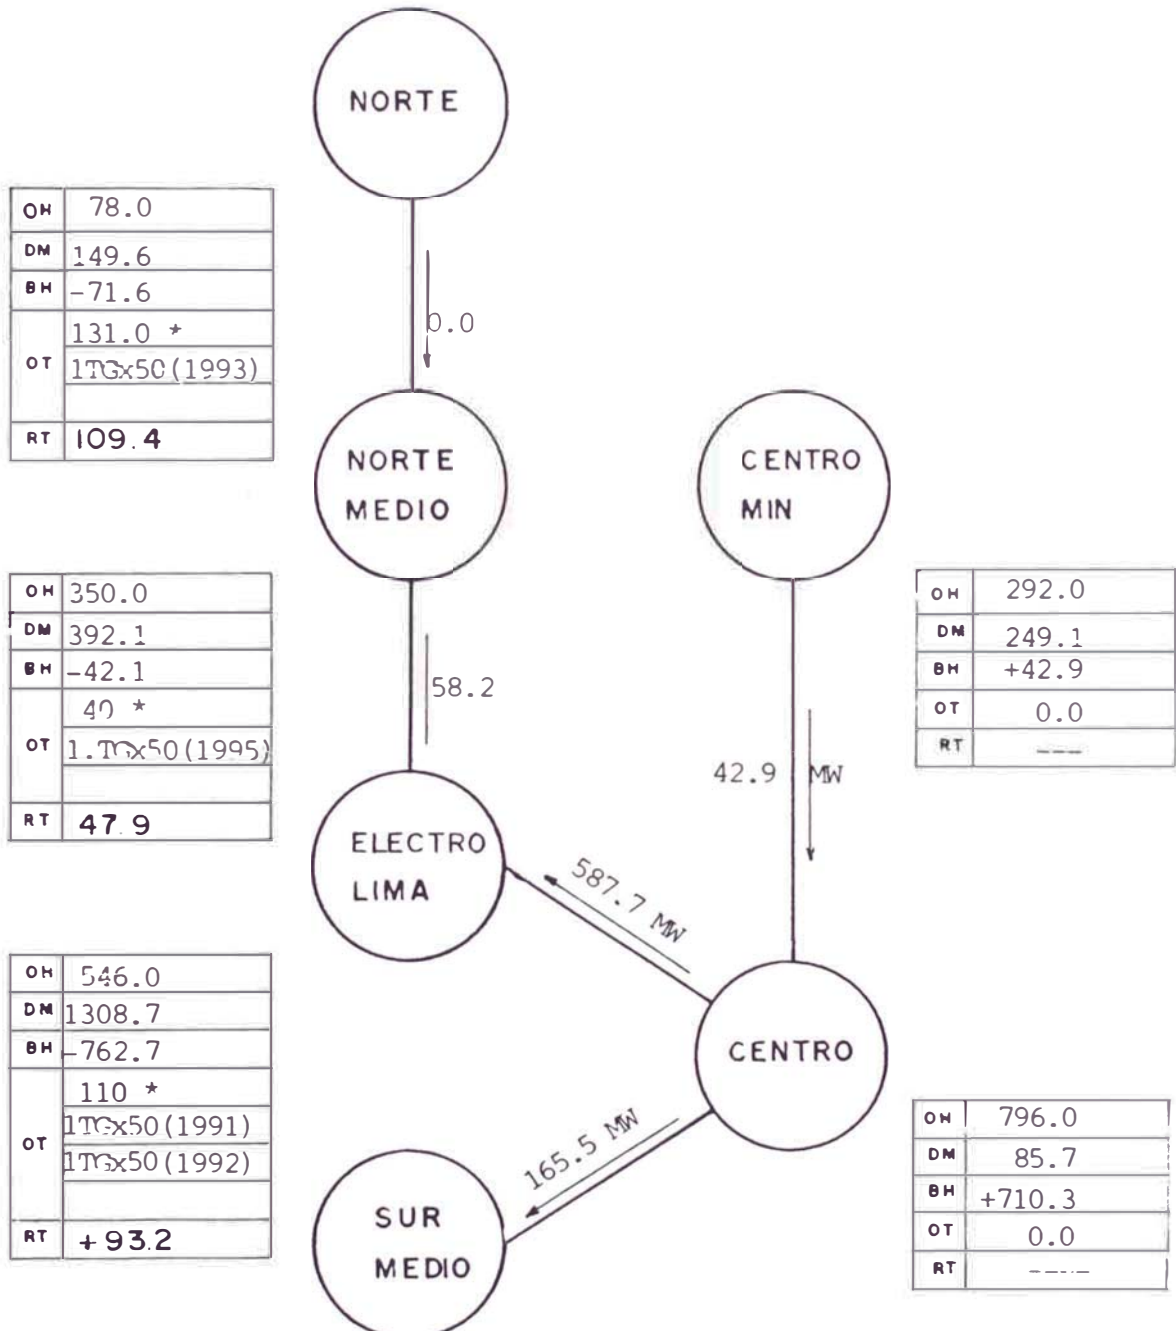 NORTE
OH 78.0
DM 149.6
BH -71.6
OT 131.0 *
1TGx50(1993)
RT 109.4
0.0
NORTE
MEDIO
CENTRO
MIN
OH 350.0
DM 392.1
BH -42.1
OT 40 *
1.TGx50(1995)
RT 47.9
58.2
OH 292.0
DM 249.1
BH +42.9
OT 0.0
RT ---
42.9 MW
ELECTRO
LIMA
587.7 MW
OH 546.0
DM 1308.7
BH -762.7
OT 110 *
1TGx50(1991)
1TGx50(1992)
RT +93.2
CENTRO
165.5 MW
SUR
MEDIO
OH 796.0
DM 85.7
BH +710.3
OT 0.0
RT ----